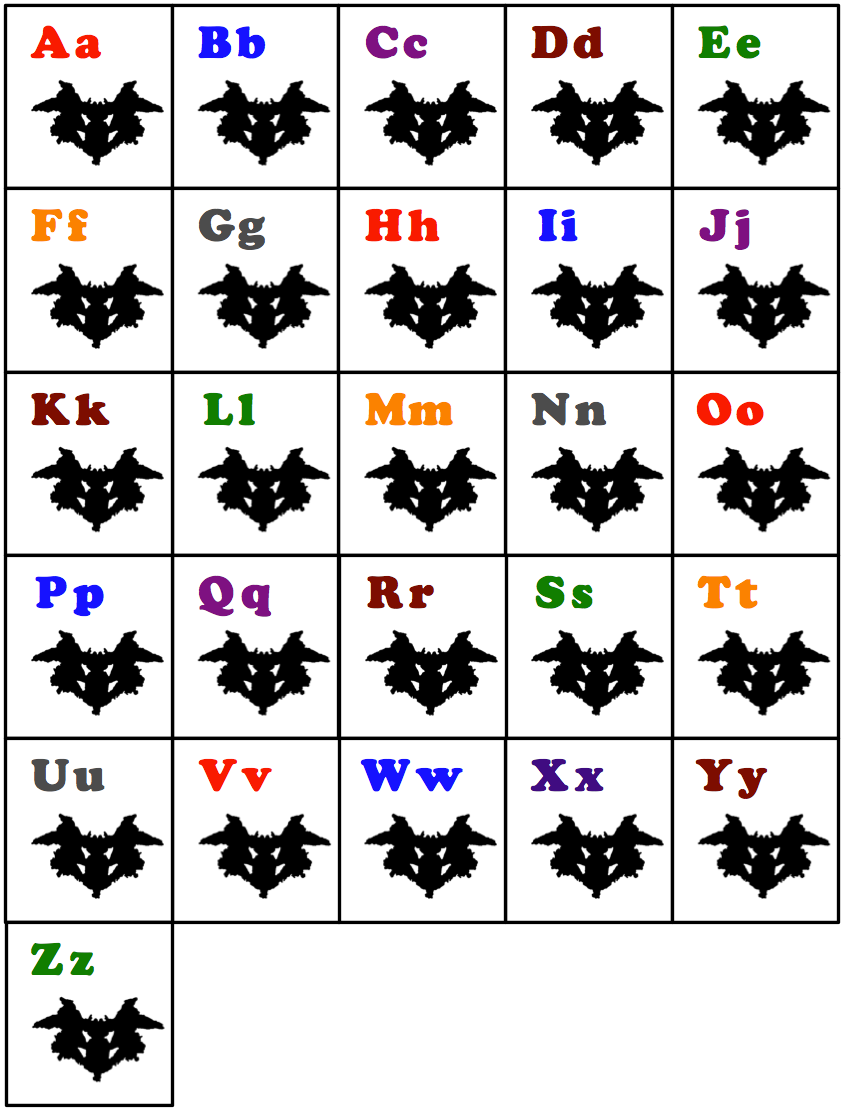 Aa Bb Cc Dd Ee
Ff Gg Hh Ii Jj
Kk Ll Mm Nn Oo
Pp Qq Rr Ss Tt
Uu Vv Ww Xx Yy
Zz